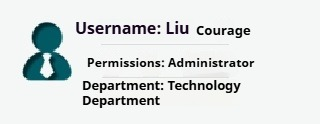 Username: Liu Courage
Permissions: Administrator
Department: Technology
Department